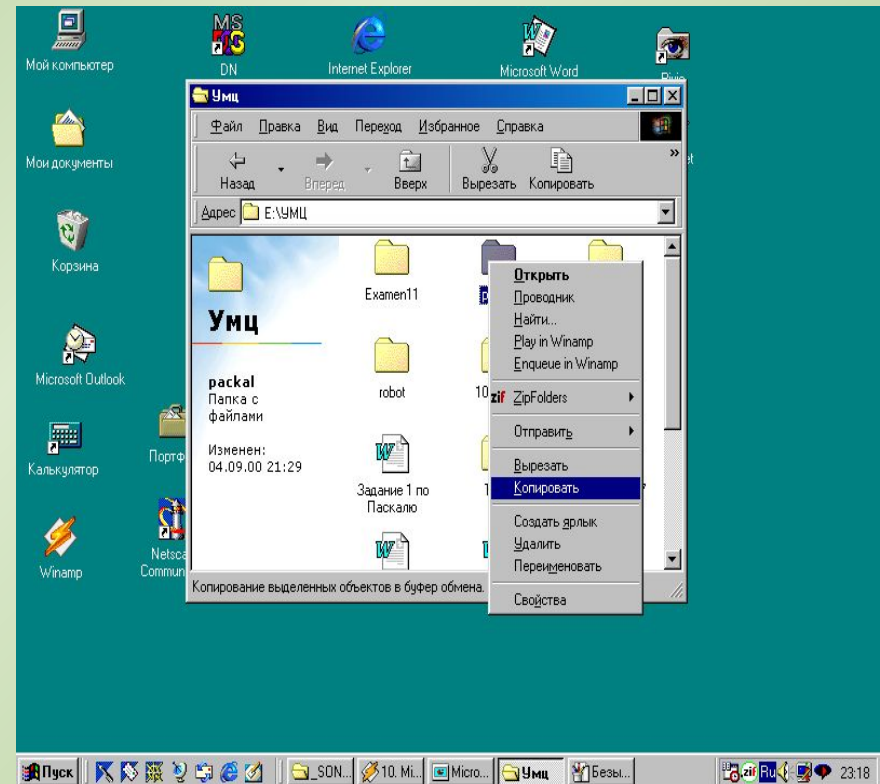 Мой компьютер
DN
Internet Explorer
Microsoft Word
Мои документы
Корзина
Microsoft Outlook
Калькулятор
Winamp
Умц
Файл Правка Вид Переход Избранное Справка
Назад Вперед Вверх Вырезать Копировать »
Адрес E:\УМЦ
Умц
packal
Папка с
файлами
Изменен:
04.09.00 21:29
Examen11
robot
10
Задание 1 по
Паскалю
Открыть
Проводник
Найти...
Play in Winamp
Enqueue in Winamp
zif ZipFolders
Отправить
Вырезать
Копировать
Создать ярлык
Удалить
Переименовать
Свойства
Копирование выделенных объектов в буфер обмена.
Пуск _SON... 10. Mi... Micro... Умц Безы... zif Ru 23:18